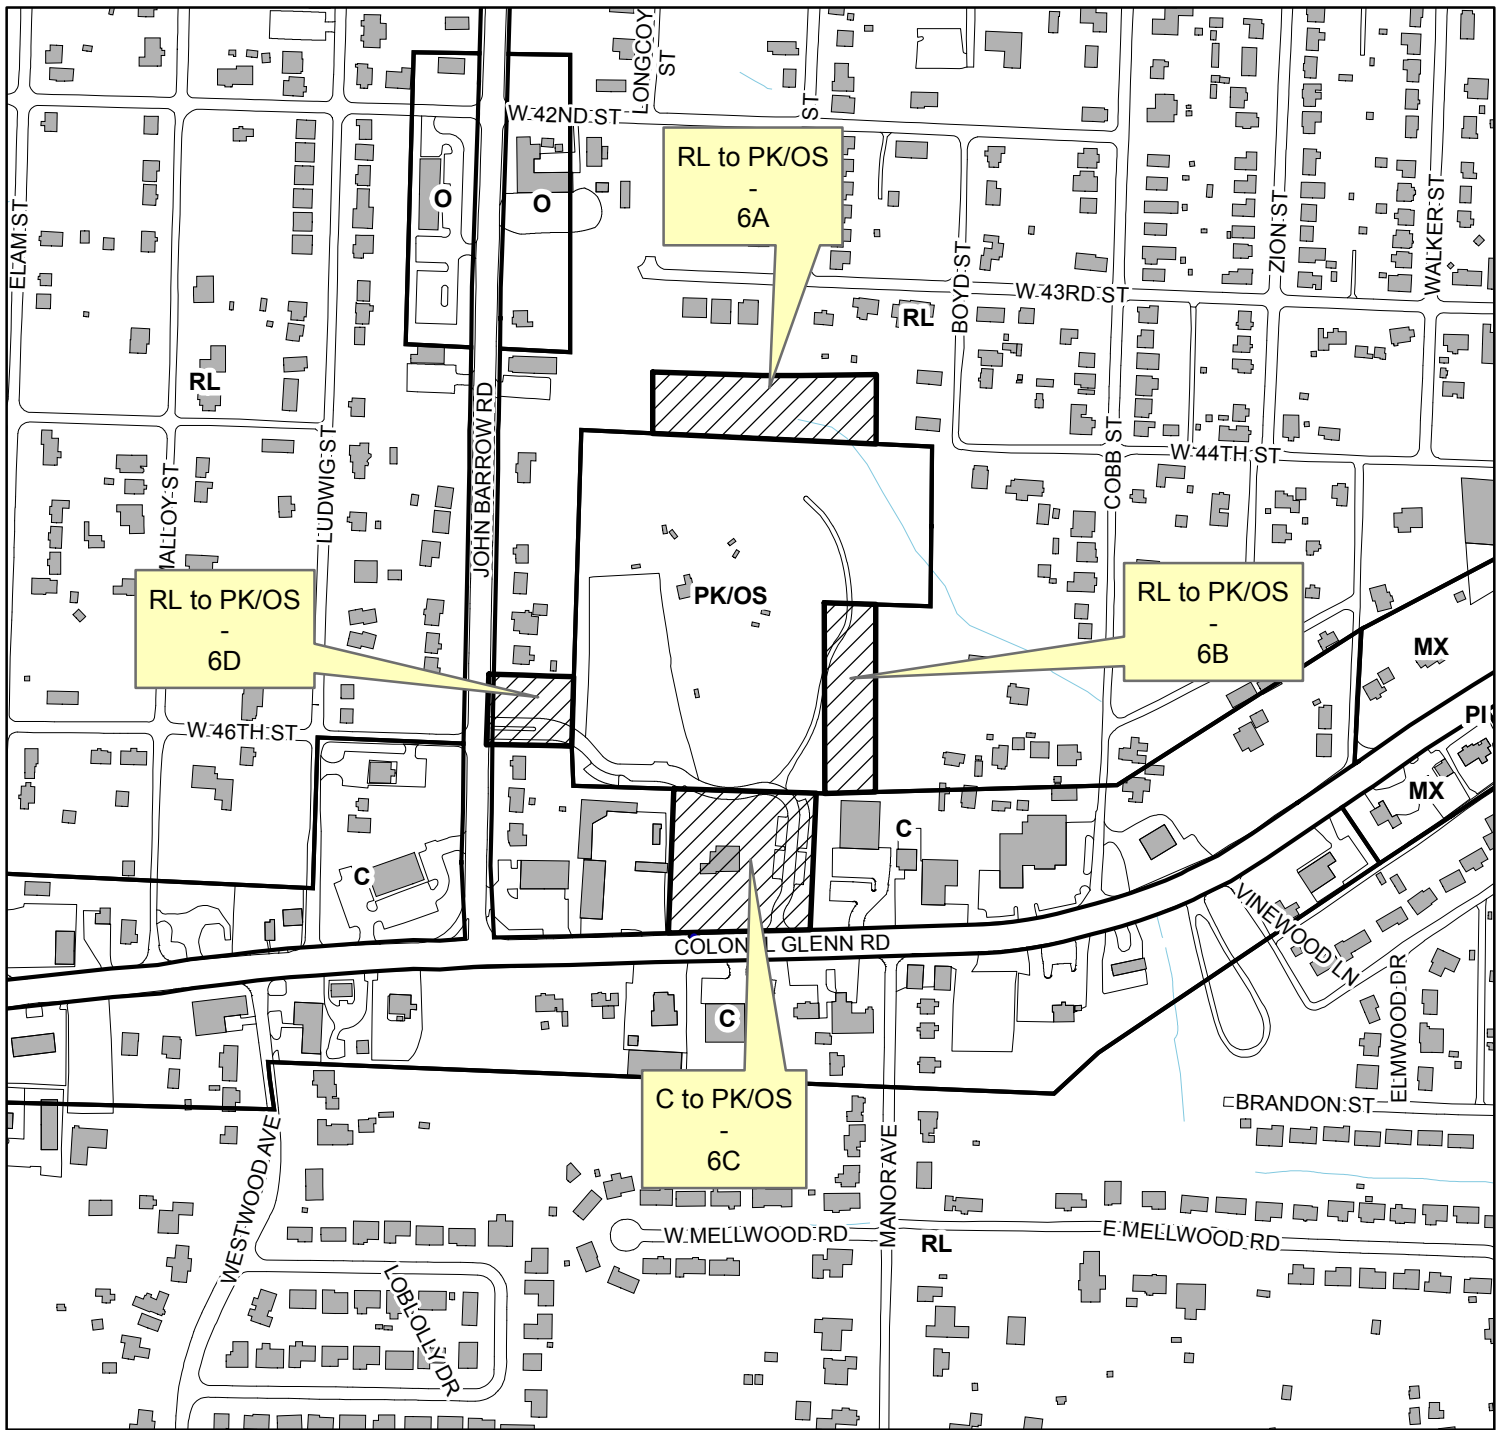 LONGCOY
ST
W 42ND ST
ST
RL to PK/OS
-
6A
O
O
ELAM ST
ZION ST
WALKER ST
BOYD ST
W 43RD ST
RL
RL
JOHN BARROW RD
LUDWIG ST
MALLOY ST
COBB ST
W 44TH ST
RL to PK/OS
-
6D
PK/OS
RL to PK/OS
-
6B
MX
PI
W 46TH ST
MX
C
C
VINEWOOD LN
COLONEL GLENN RD
ELMWOOD DR
C
C to PK/OS
-
6C
BRANDON ST
WESTWOOD AVE
MANOR AVE
W MELLWOOD RD
RL
E MELLWOOD RD
LOBLOLLY DR